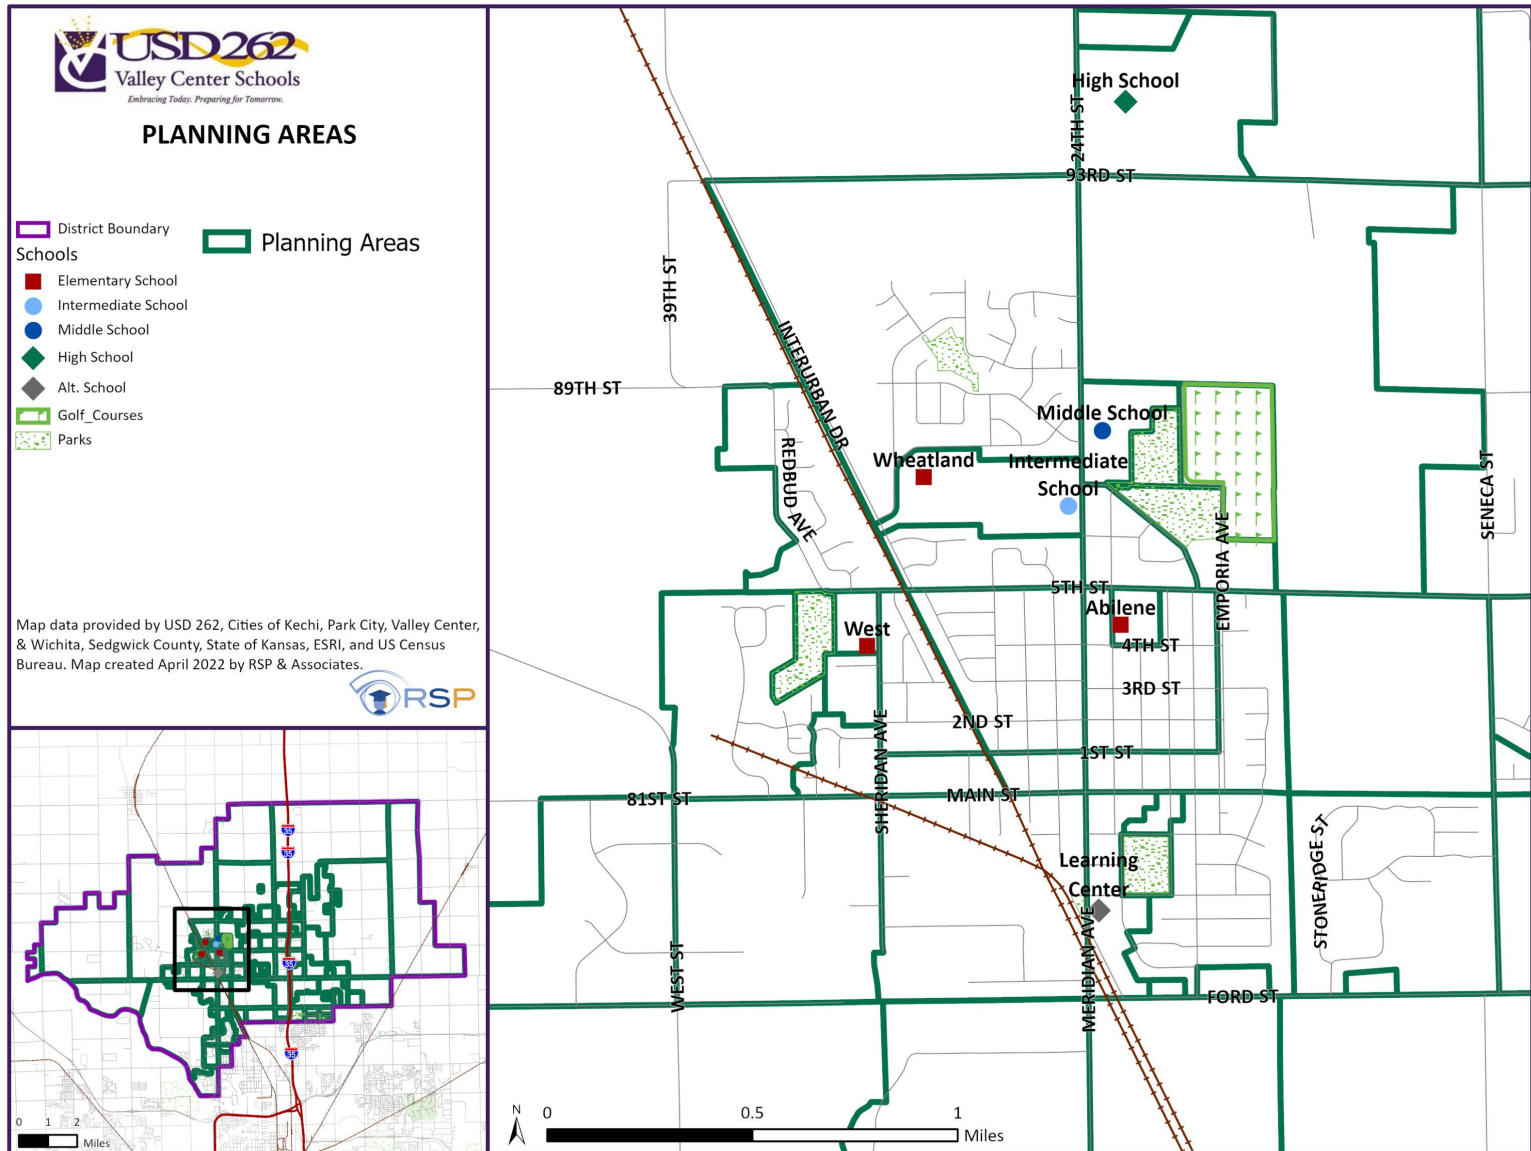 USD262
Valley Center Schools
Embracing Today. Preparing for Tomorrow.
PLANNING AREAS
District Boundary
Schools
Elementary School
Intermediate School
Middle School
High School
Alt. School
Golf_Courses
Parks
Planning Areas
Map data provided by USD 262, Cities of Kechi, Park City, Valley Center,
& Wichita, Sedgwick County, State of Kansas, ESRI, and US Census
Bureau. Map created April 2022 by RSP & Associates.
RSP
35
35
35
35
0 1 2
Miles
High School
24TH ST
93RD ST
39TH ST
INTERURBAN DR
89TH ST
Middle School
REDBUD AVE
Wheatland
Intermediate
School
SENECA ST
EMPORIA AVE
5TH ST
Abilene
West
4TH ST
3RD ST
2ND ST
SHERIDAN AVE
1ST ST
81ST ST
MAIN ST
STONERIDGE ST
Learning
Center
MERIDIAN AVE
WEST ST
FORD ST
N
0 0.5 1
Miles